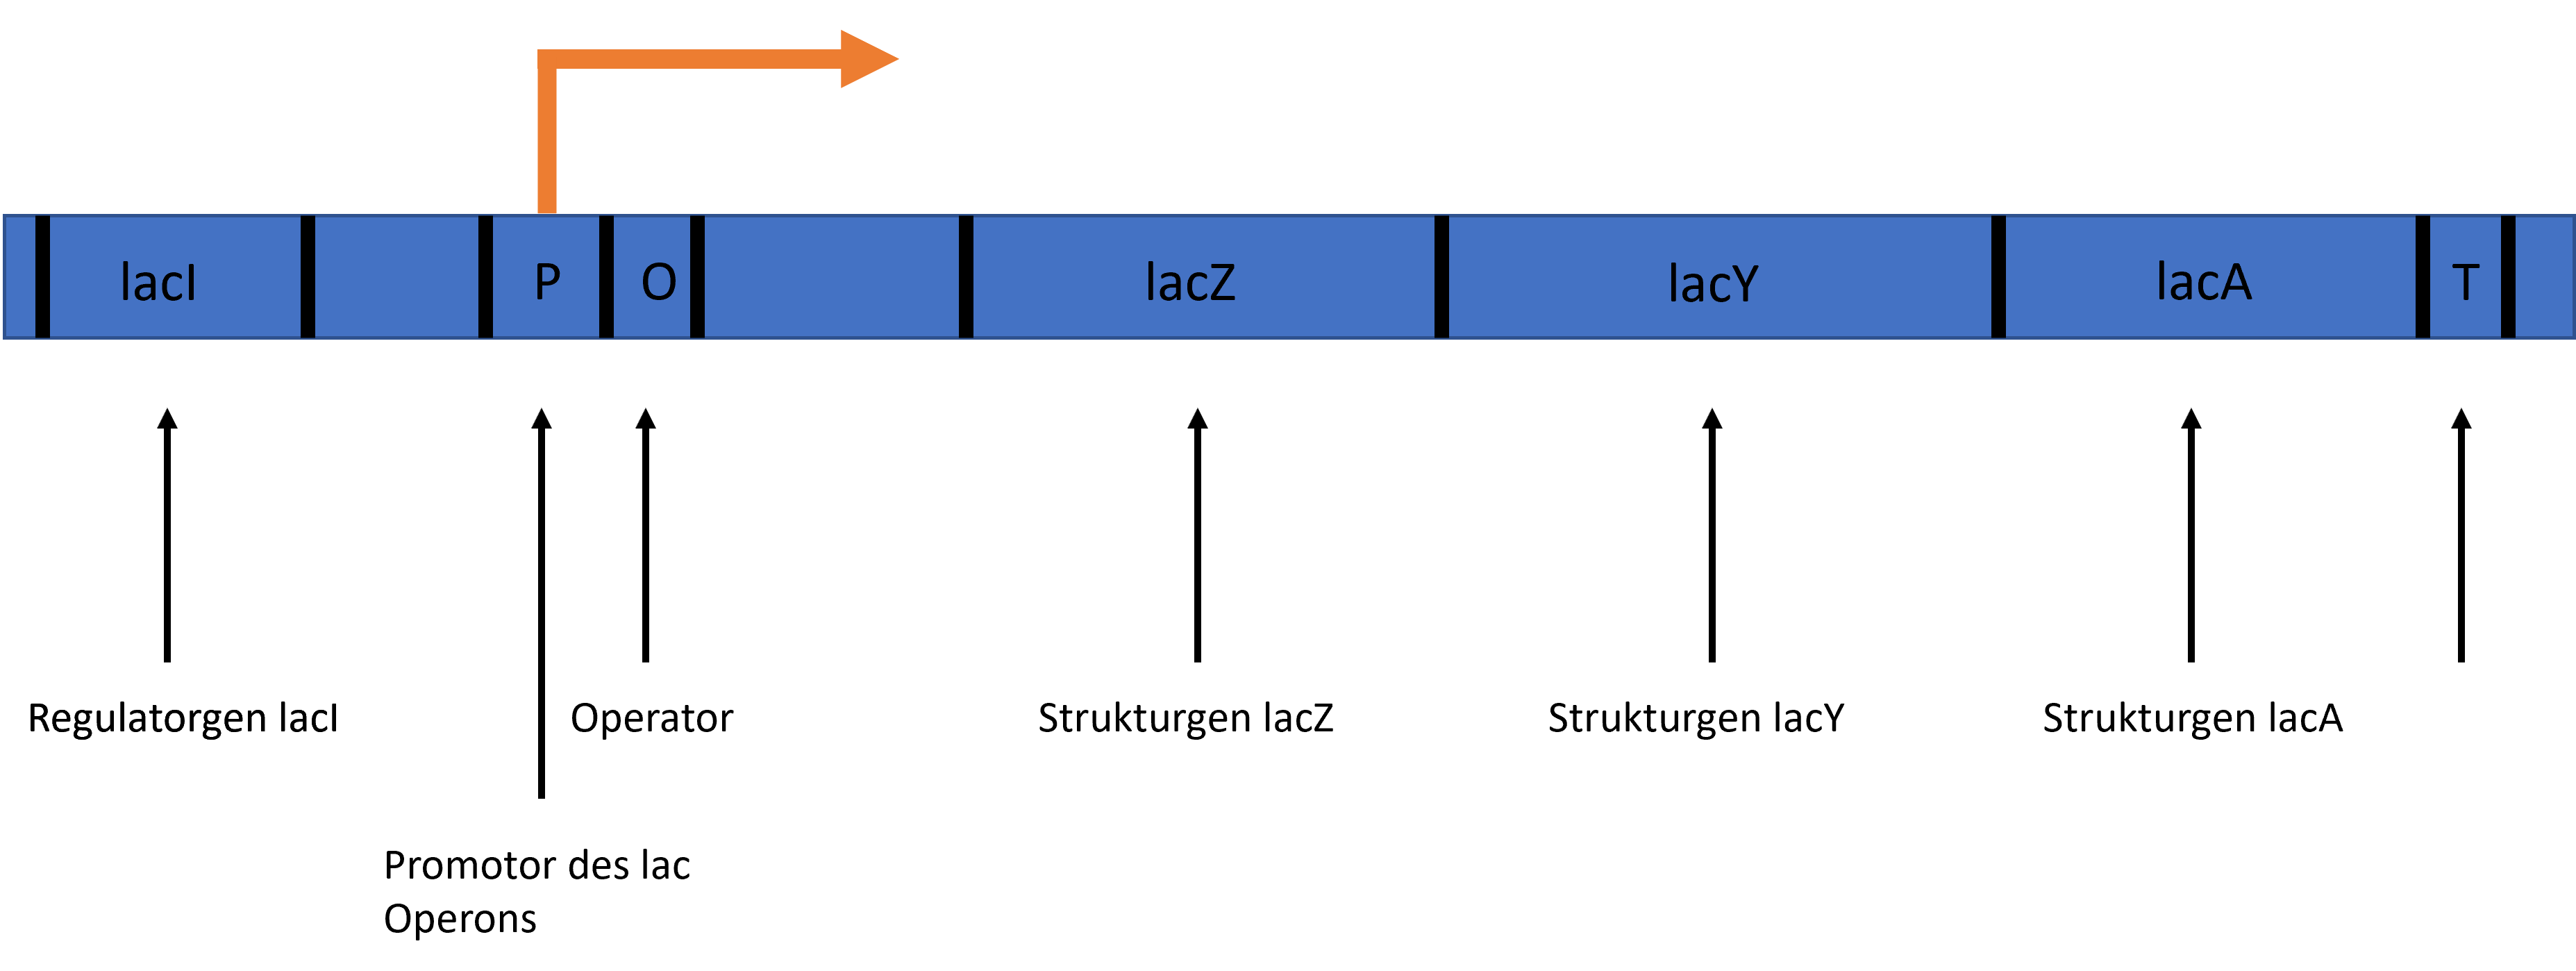 lacI
P
O
lacZ
lacY
lacA
T
Regulatorgen lacI
Operator
Strukturgen lacZ
Strukturgen lacY
Strukturgen lacA
Promotor des lac
Operons